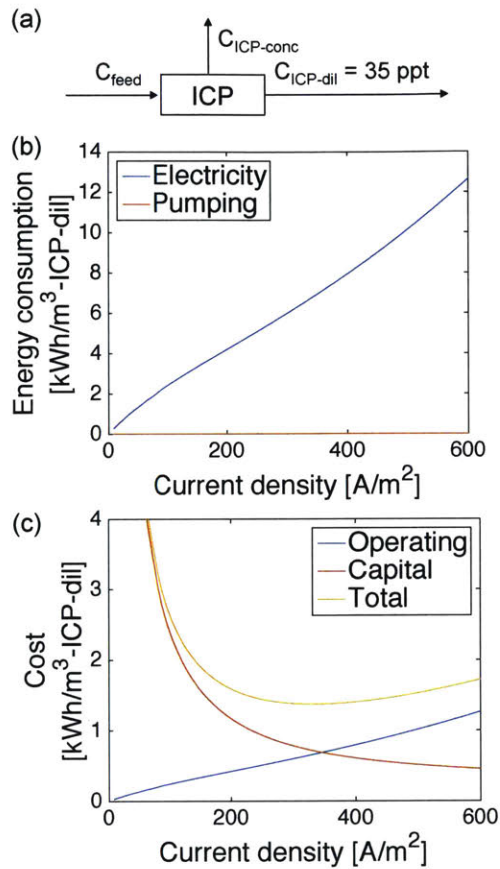 (a)
C_ICP-conc
C_feed
C_ICP-dil = 35 ppt
ICP
(b)
14
12
10
8
6
4
2
0
Energy consumption
[kWh/m³-ICP-dil]
Electricity
Pumping
200
400
600
Current density [A/m²]
(c)
4
3
2
1
0
Cost
[kWh/m³-ICP-dil]
Operating
Capital
Total
0
200
400
600
Current density [A/m²]